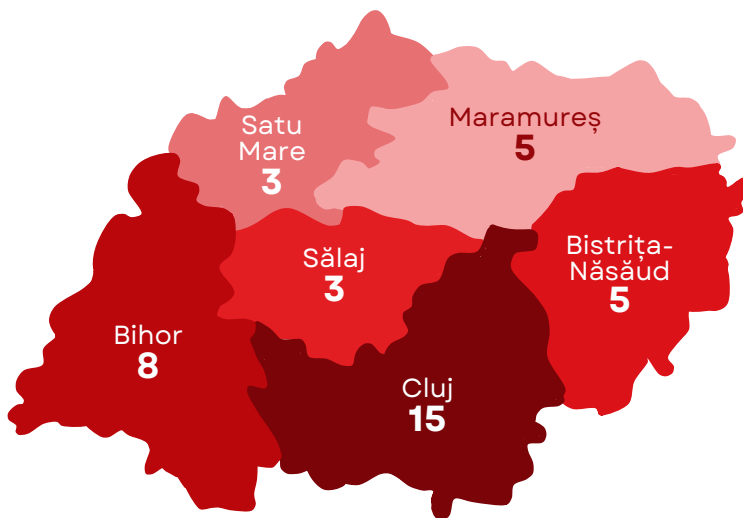 Satu
Mare
3
Maramureș
5
Sălaj
3
Bistrița-
Năsăud
5
Bihor
8
Cluj
15